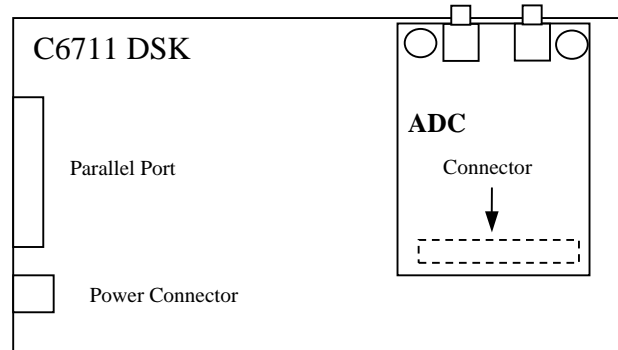 C6711 DSK
ADC
Parallel Port
Connector
Power Connector